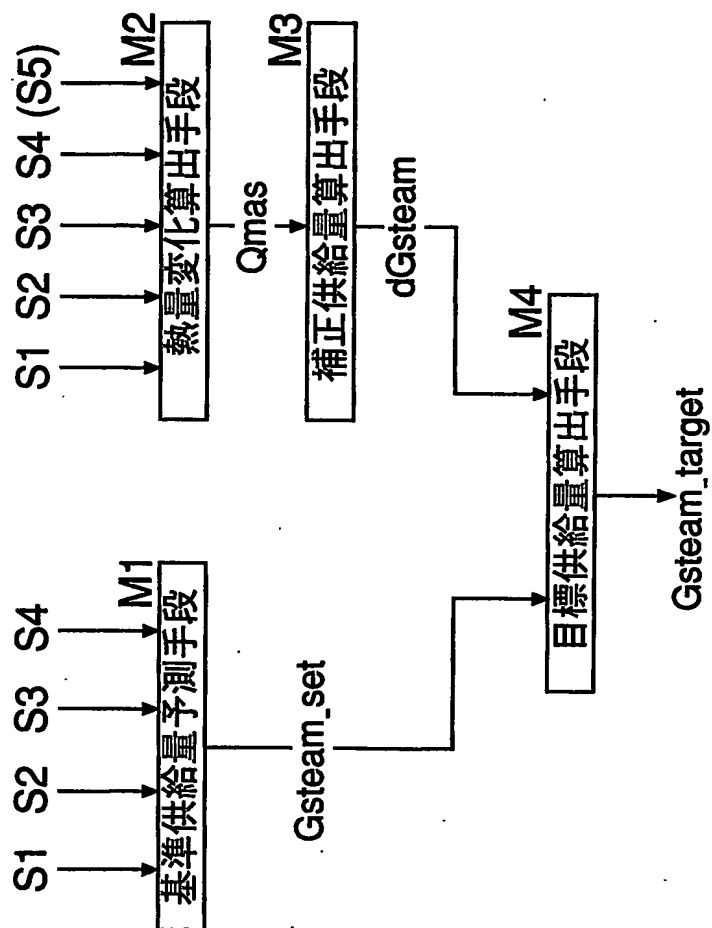 S1 S2 S3 S4
M1
基準供給量予測手段
Gsteam_set
S1 S2 S3 S4 (S5)
M2
熱量変化算出手段
Qmas
M3
補正供給量算出手段
dGsteam
M4
目標供給量算出手段
Gsteam_target